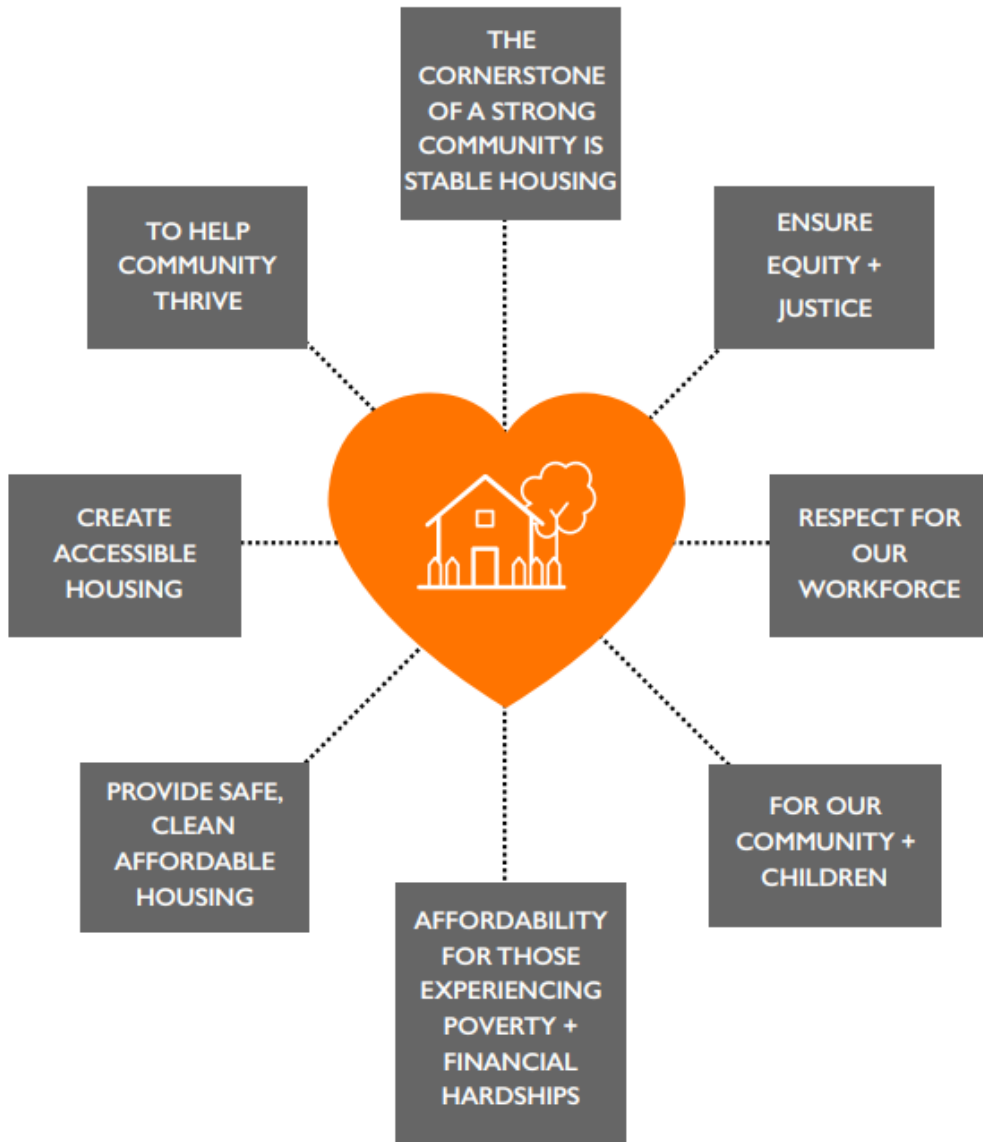 THE
CORNERSTONE
OF A STRONG
COMMUNITY IS
STABLE HOUSING
TO HELP
COMMUNITY
THRIVE
ENSURE
EQUITY +
JUSTICE
CREATE
ACCESSIBLE
HOUSING
RESPECT FOR
OUR
WORKFORCE
PROVIDE SAFE,
CLEAN
AFFORDABLE
HOUSING
FOR OUR
COMMUNITY +
CHILDREN
AFFORDABILITY
FOR THOSE
EXPERIENCING
POVERTY +
FINANCIAL
HARDSHIPS